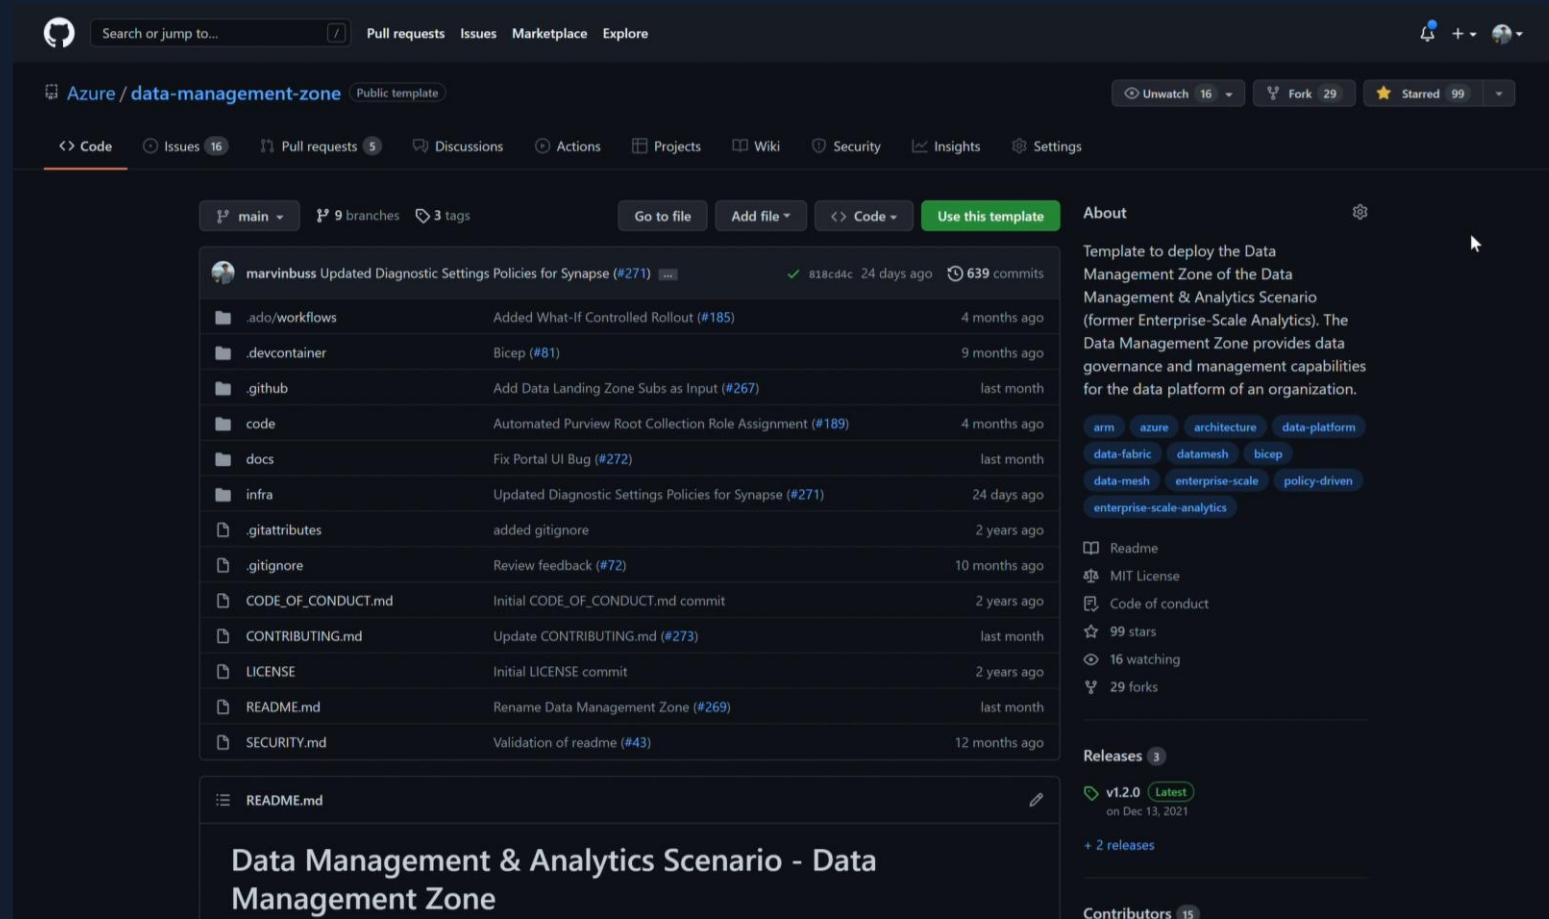 Search or jump to... / Pull requests Issues Marketplace Explore
Azure / data-management-zone Public template Unwatch 16 Fork 29 Starred 99
<> Code Issues 16 Pull requests 5 Discussions Actions Projects Wiki Security Insights Settings
main 9 branches 3 tags Go to file Add file <> Code Use this template
marvinbuss Updated Diagnostic Settings Policies for Synapse (#271) ... 818cd4c 24 days ago 639 commits
.ado/workflows Added What-If Controlled Rollout (#185) 4 months ago
.devcontainer Bicep (#81) 9 months ago
.github Add Data Landing Zone Subs as Input (#267) last month
code Automated Purview Root Collection Role Assignment (#189) 4 months ago
docs Fix Portal UI Bug (#272) last month
infra Updated Diagnostic Settings Policies for Synapse (#271) 24 days ago
.gitattributes added gitignore 2 years ago
.gitignore Review feedback (#72) 10 months ago
CODE_OF_CONDUCT.md Initial CODE_OF_CONDUCT.md commit 2 years ago
CONTRIBUTING.md Update CONTRIBUTING.md (#273) last month
LICENSE Initial LICENSE commit 2 years ago
README.md Rename Data Management Zone (#269) last month
SECURITY.md Validation of readme (#43) 12 months ago
README.md
Data Management & Analytics Scenario - Data
Management Zone
About
Template to deploy the Data
Management Zone of the Data
Management & Analytics Scenario
(former Enterprise-Scale Analytics). The
Data Management Zone provides data
governance and management capabilities
for the data platform of an organization.
arm azure architecture data-platform
data-fabric datamesh bicep
data-mesh enterprise-scale policy-driven
enterprise-scale-analytics
Readme
MIT License
Code of conduct
99 stars
16 watching
29 forks
Releases 3
v1.2.0 Latest
on Dec 13, 2021
+ 2 releases
Contributors 15